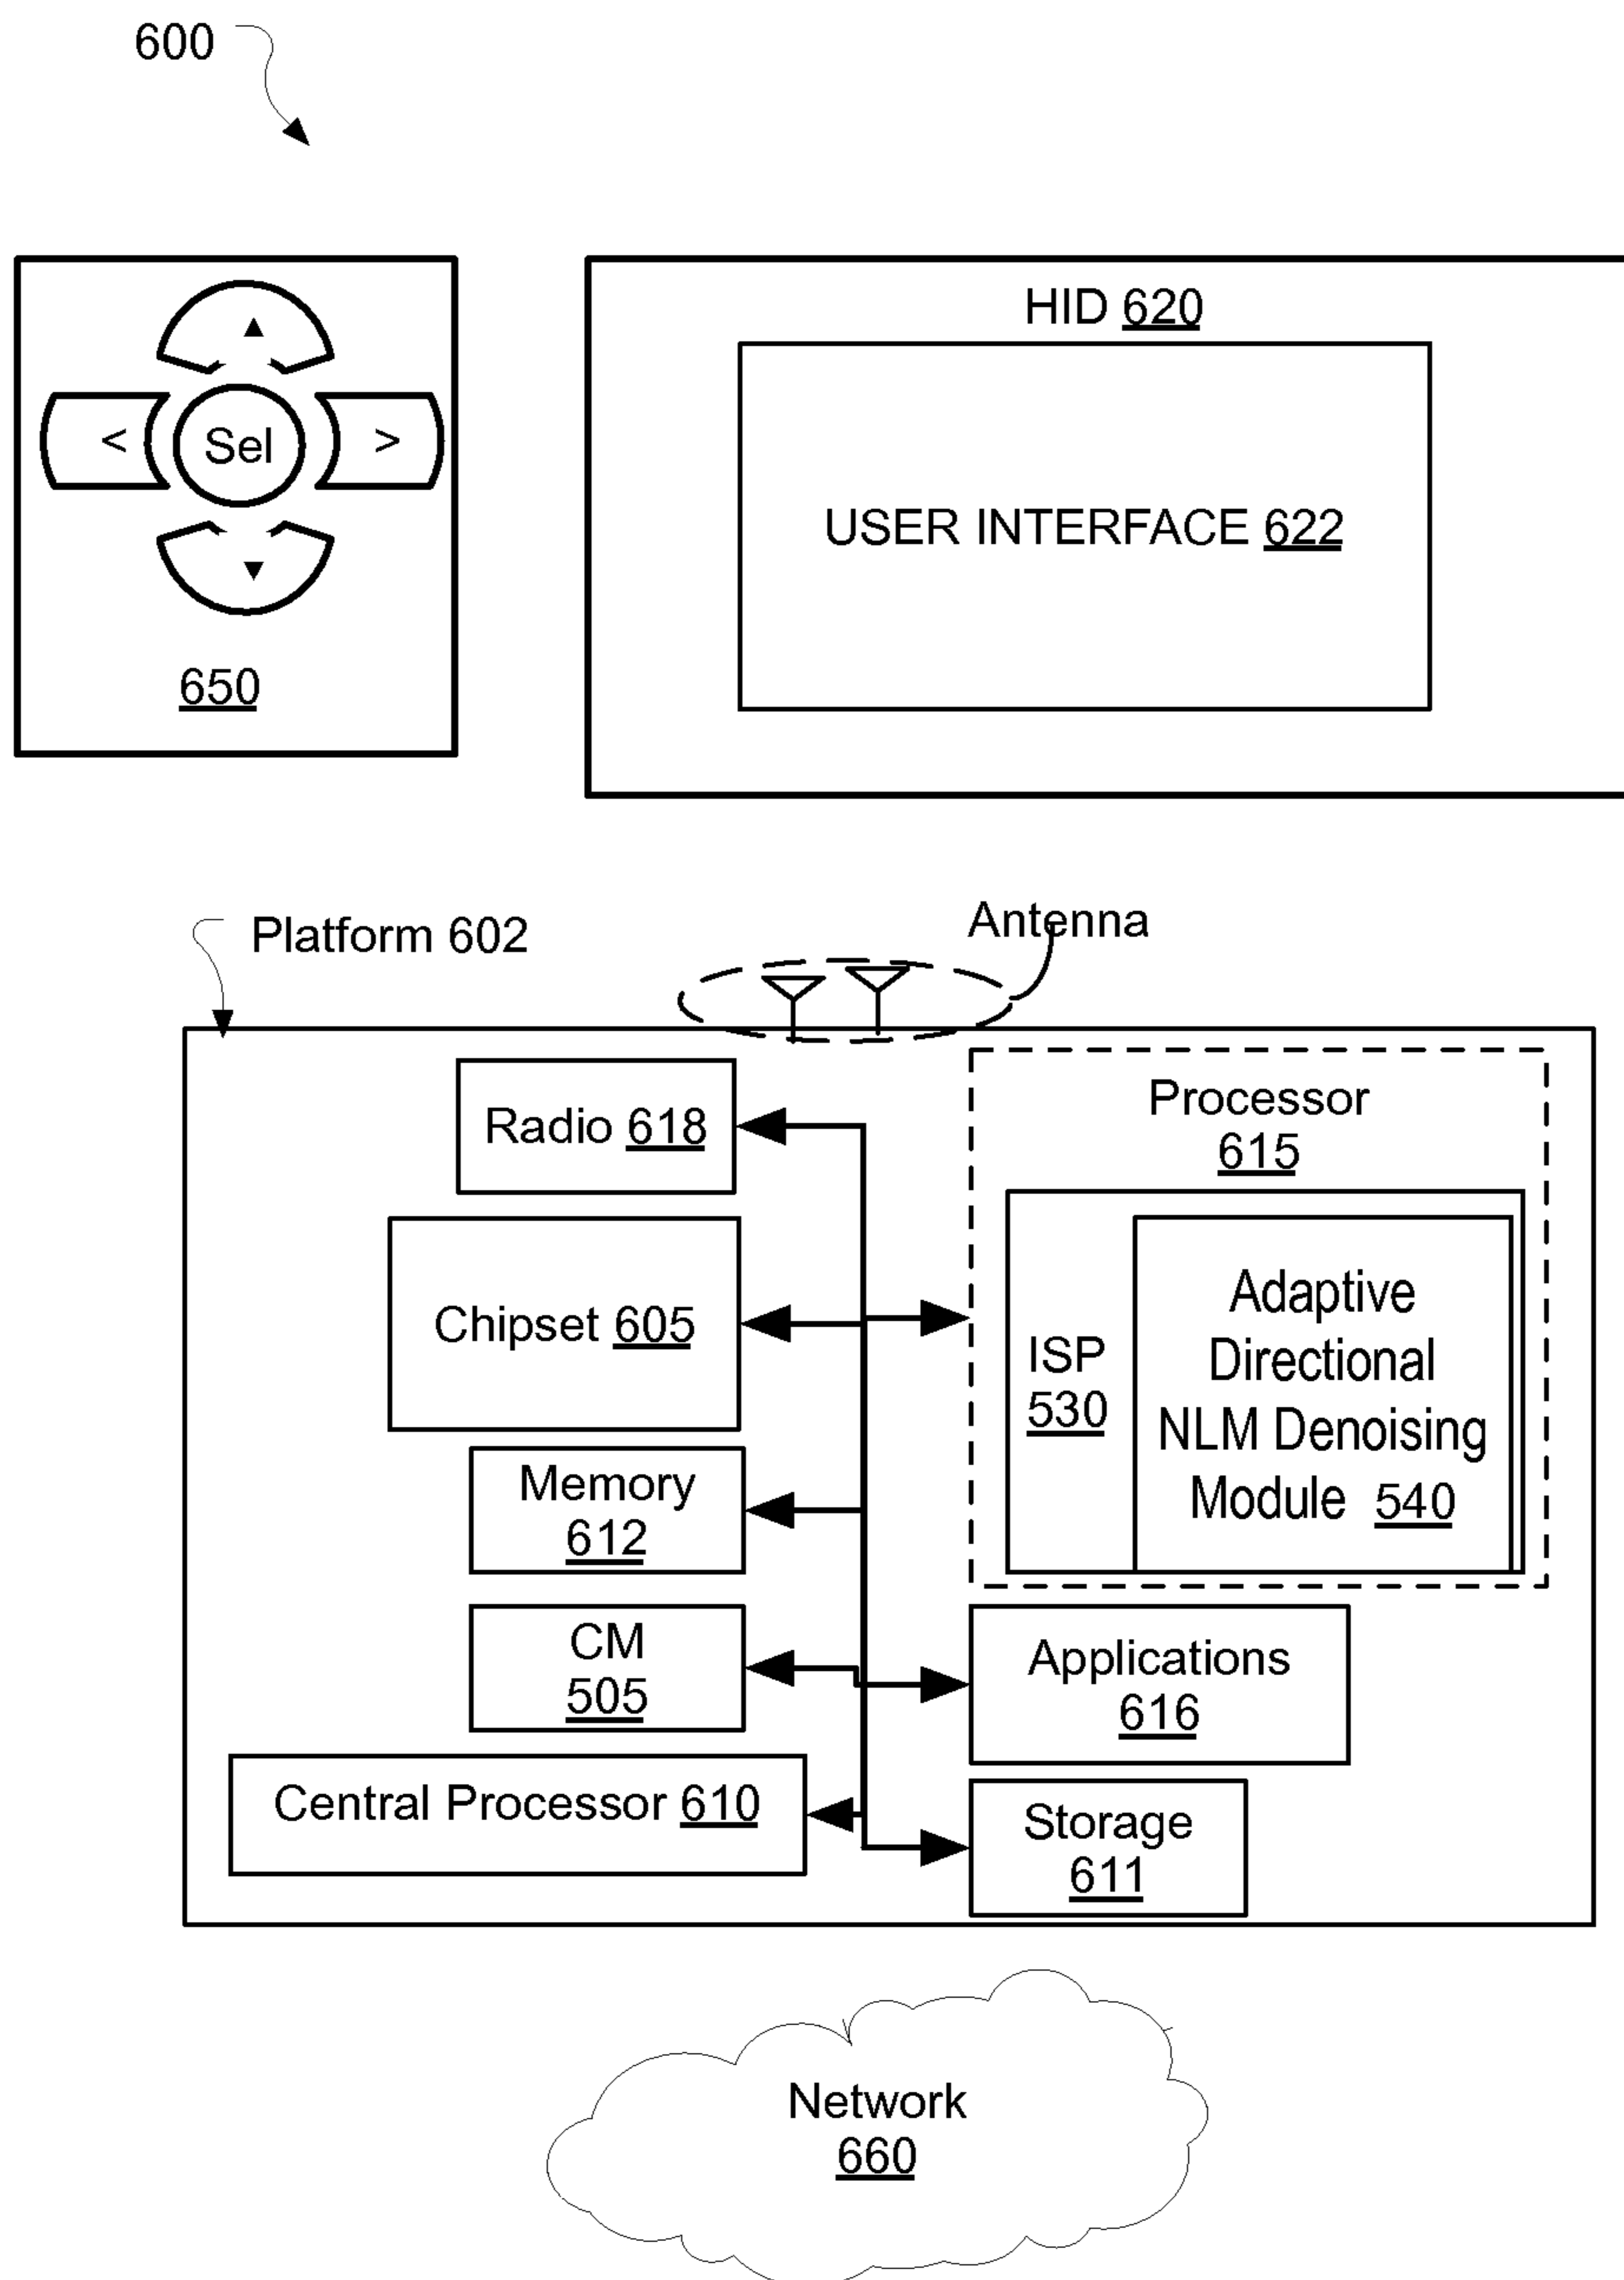 600
HID 620
▲
< Sel >
▼
USER INTERFACE 622
650
Platform 602
Antenna
Radio 618
Processor
615
Chipset 605
ISP
530
Adaptive
Directional
NLM Denoising
Module 540
Memory
612
CM
505
Applications
616
Central Processor 610
Storage
611
Network
660